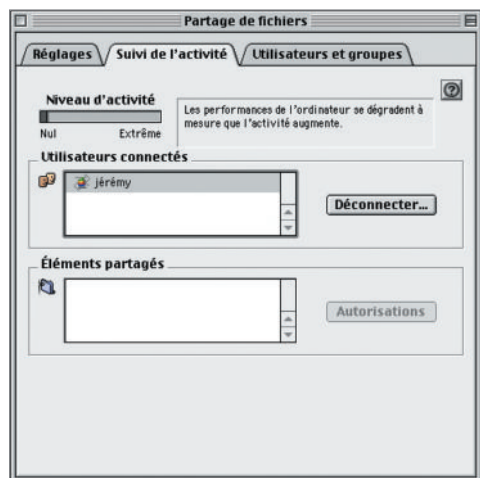 Partage de fichiers
Réglages
Suivi de l'activité
Utilisateurs et groupes
Niveau d'activité
Nul
Extrême
Les performances de l'ordinateur se dégradent à
mesure que l'activité augmente.
?
Utilisateurs connectés
jérémy
Déconnecter...
Éléments partagés
Autorisations